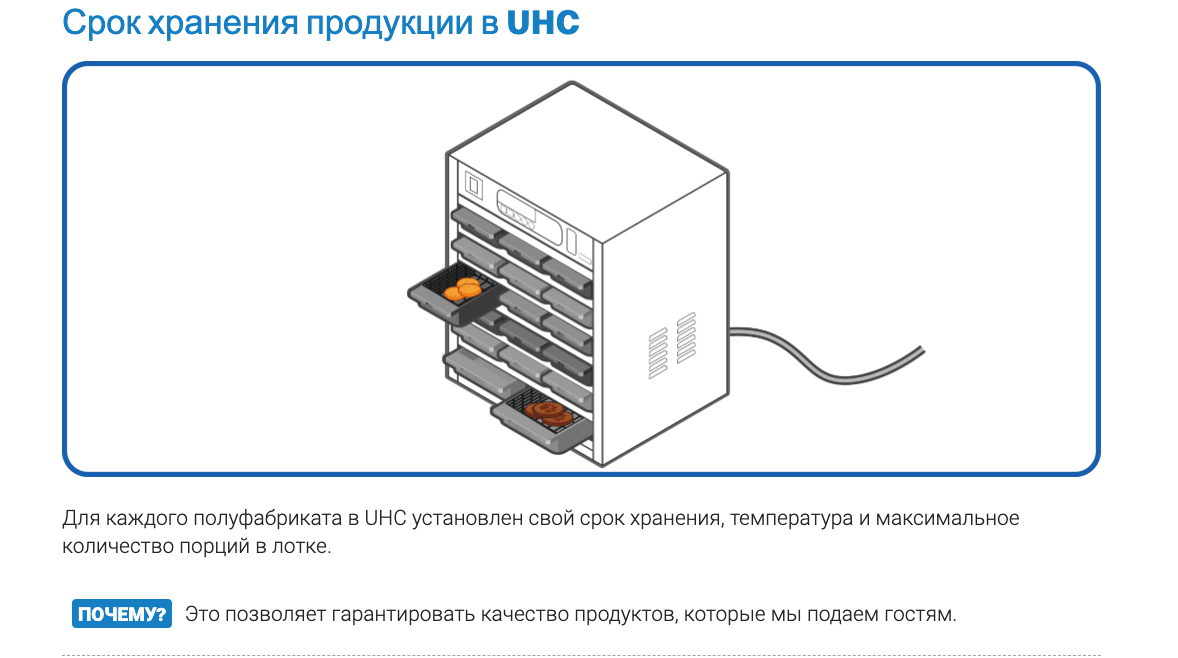 Срок хранения продукции в UHC
Для каждого полуфабриката в UHC установлен свой срок хранения, температура и максимальное
количество порций в лотке.
ПОЧЕМУ? Это позволяет гарантировать качество продуктов, которые мы подаем гостям.